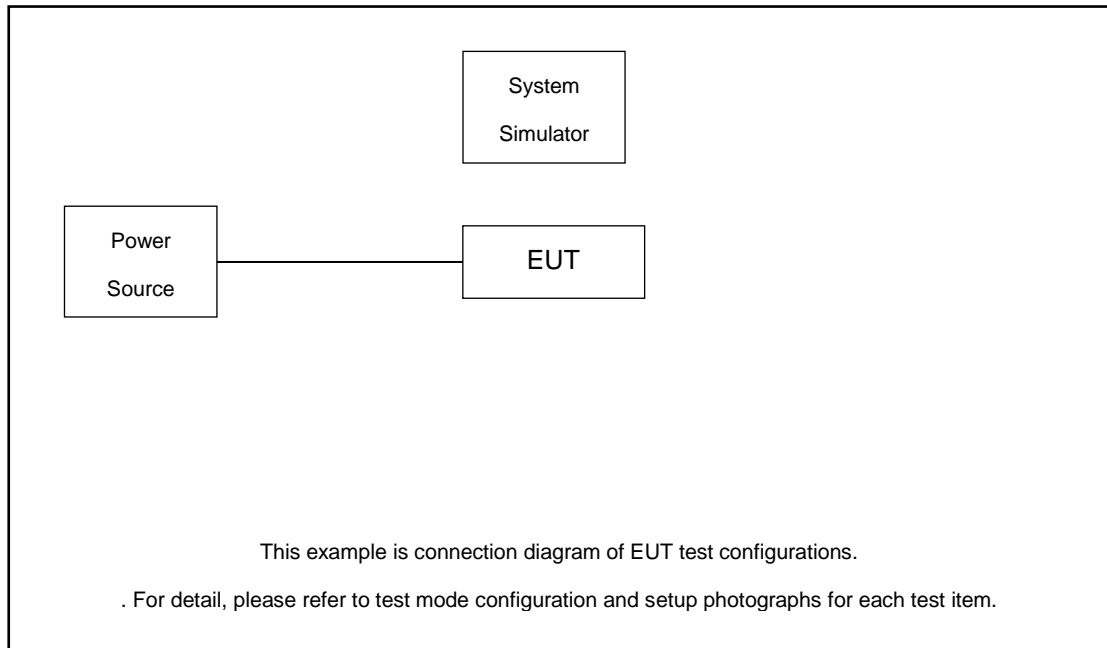 System
Simulator
Power
Source
EUT
This example is connection diagram of EUT test configurations.
. For detail, please refer to test mode configuration and setup photographs for each test item.